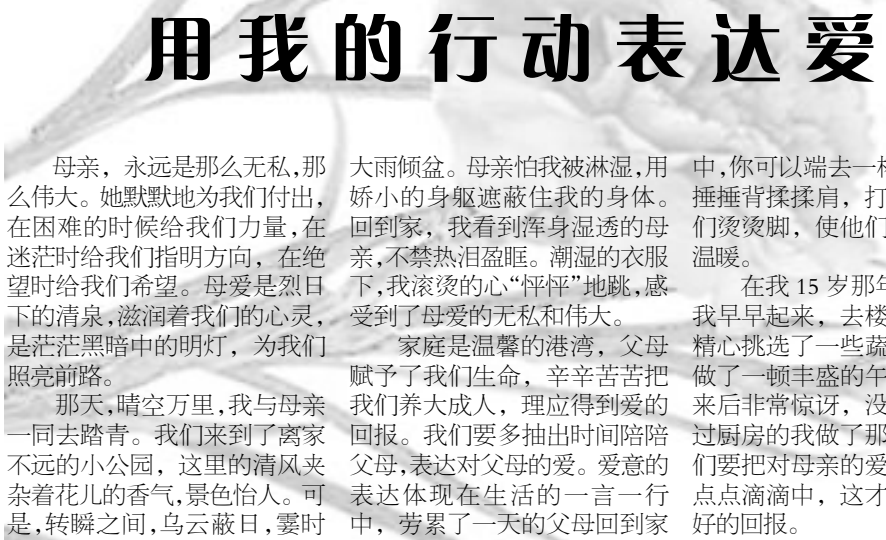 用我的行动表达爱
母亲，永远是那么无私，那
么伟大。她默默地为我们付出，
在困难的时候给我们力量，在
迷茫时给我们指明方向，在绝
望时给我们希望。母爱是烈日
下的清泉，滋润着我们的心灵，
是茫茫黑暗中的明灯，为我们
照亮前路。
那天，晴空万里，我与母亲
一同去踏青。我们来到了离家
不远的小公园，这里的清风夹
杂着花儿的香气，景色怡人。可
是，转瞬之间，乌云蔽日，霎时
大雨倾盆。母亲怕我被淋湿，用
娇小的身躯遮蔽住我的身体。
回到家，我看到浑身湿透的母
亲，不禁热泪盈眶。潮湿的衣服
下，我滚烫的心“怦怦”地跳，感
受到了母爱的无私和伟大。
家庭是温馨的港湾，父母
赋予了我们生命，辛辛苦苦把
我们养大成人，理应得到爱的
回报。我们要多抽出时间陪陪
父母，表达对父母的爱。爱意的
表达体现在生活的一言一行
中，劳累了一天的父母回到家
中，你可以端去一
捶捶背揉揉肩，打
们烫烫脚，使他们
温暖。
在我 15 岁那年
我早早起来，去楼
精心挑选了一些蔬
做了一顿丰盛的午
来后非常惊讶，没
过厨房的我做了那
们要把对母亲的爱
点点滴滴中，这才
好的回报。